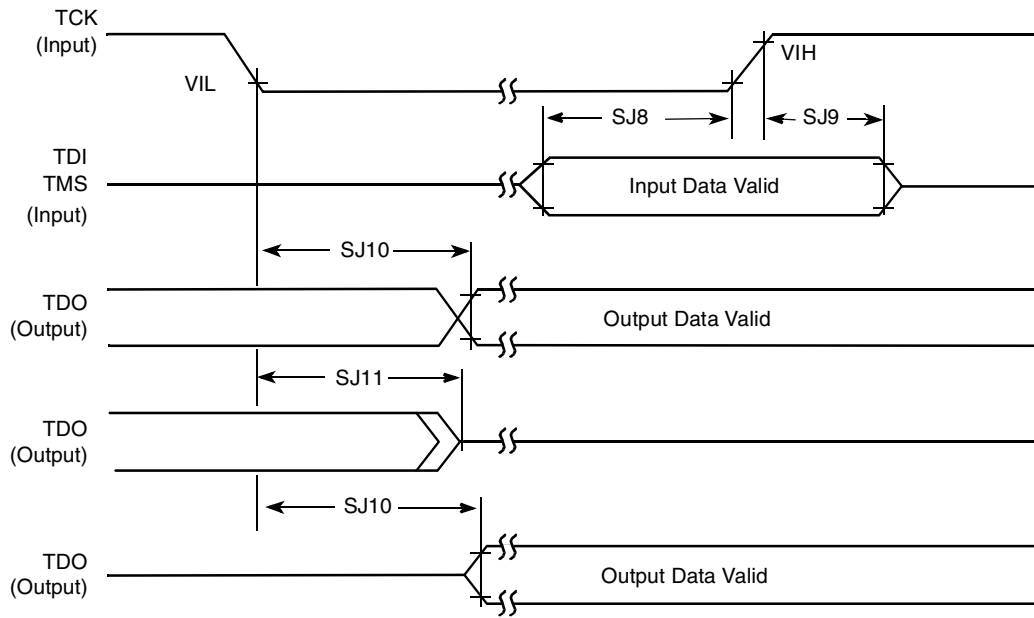 TCK
(Input)
VIL
VIH
SJ8
SJ9
TDI
TMS
(Input)
Input Data Valid
SJ10
TDO
(Output)
Output Data Valid
SJ11
TDO
(Output)
SJ10
TDO
(Output)
Output Data Valid